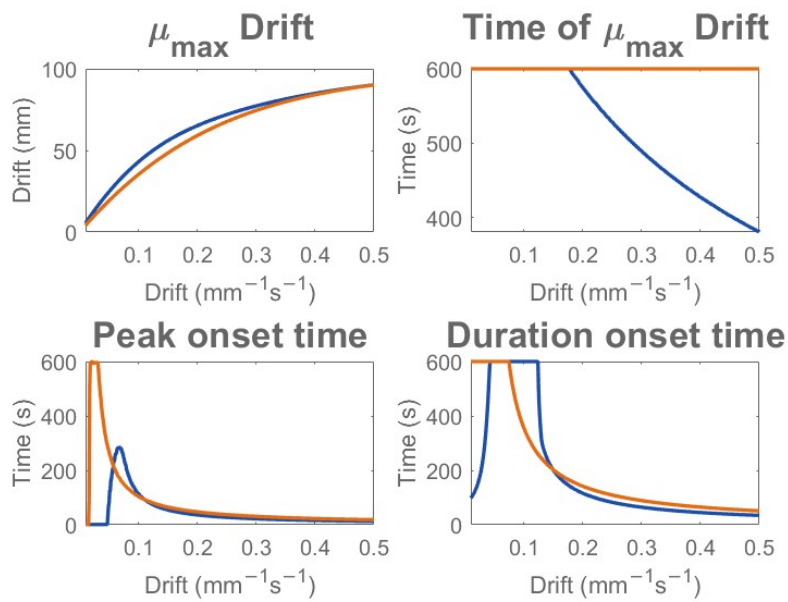 μmax Drift
Time of μmax Drift
100
50
0
Drift (mm)
0.1 0.2 0.3 0.4 0.5
Drift (mm⁻¹s⁻¹)
600
500
400
Time (s)
0.1 0.2 0.3 0.4 0.5
Drift (mm⁻¹s⁻¹)
Peak onset time
Duration onset time
600
400
200
0
Time (s)
0.1 0.2 0.3 0.4 0.5
Drift (mm⁻¹s⁻¹)
600
400
200
0
Time (s)
0.1 0.2 0.3 0.4 0.5
Drift (mm⁻¹s⁻¹)